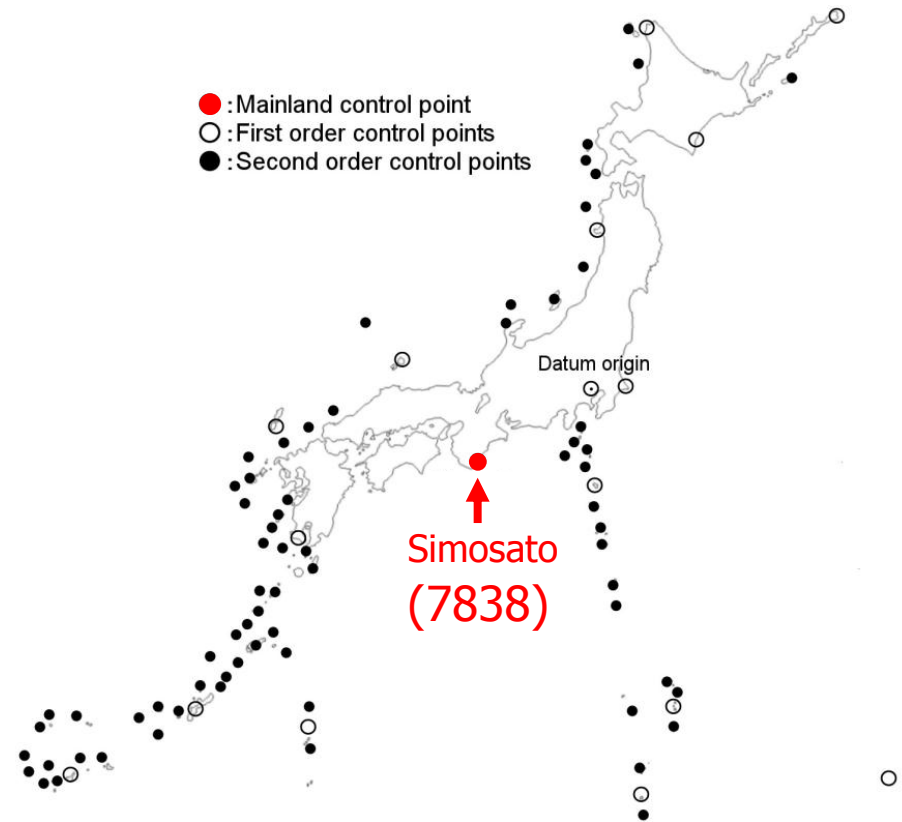 : Mainland control point
: First order control points
: Second order control points
Datum origin
Simosato
(7838)